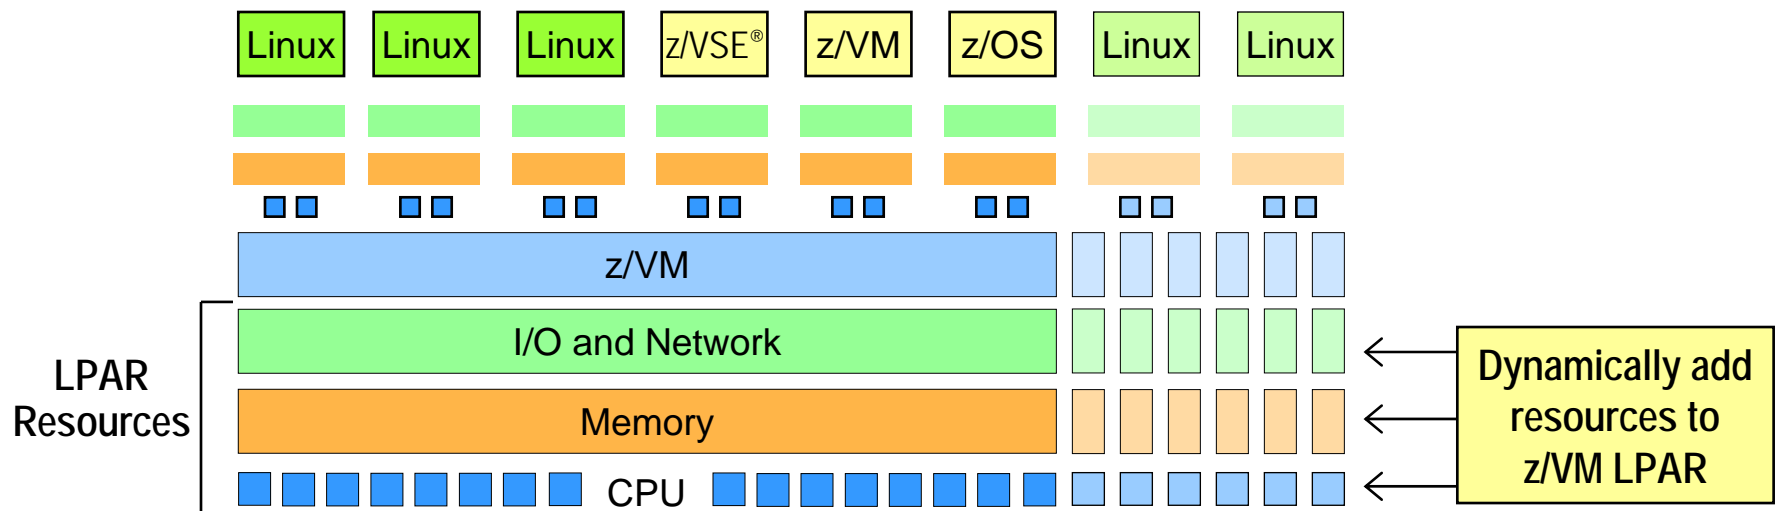 Linux Linux Linux z/VSE® z/VM z/OS Linux Linux
z/VM
I/O and Network
LPAR
Resources
Memory
CPU
Dynamically add
resources to
z/VM LPAR